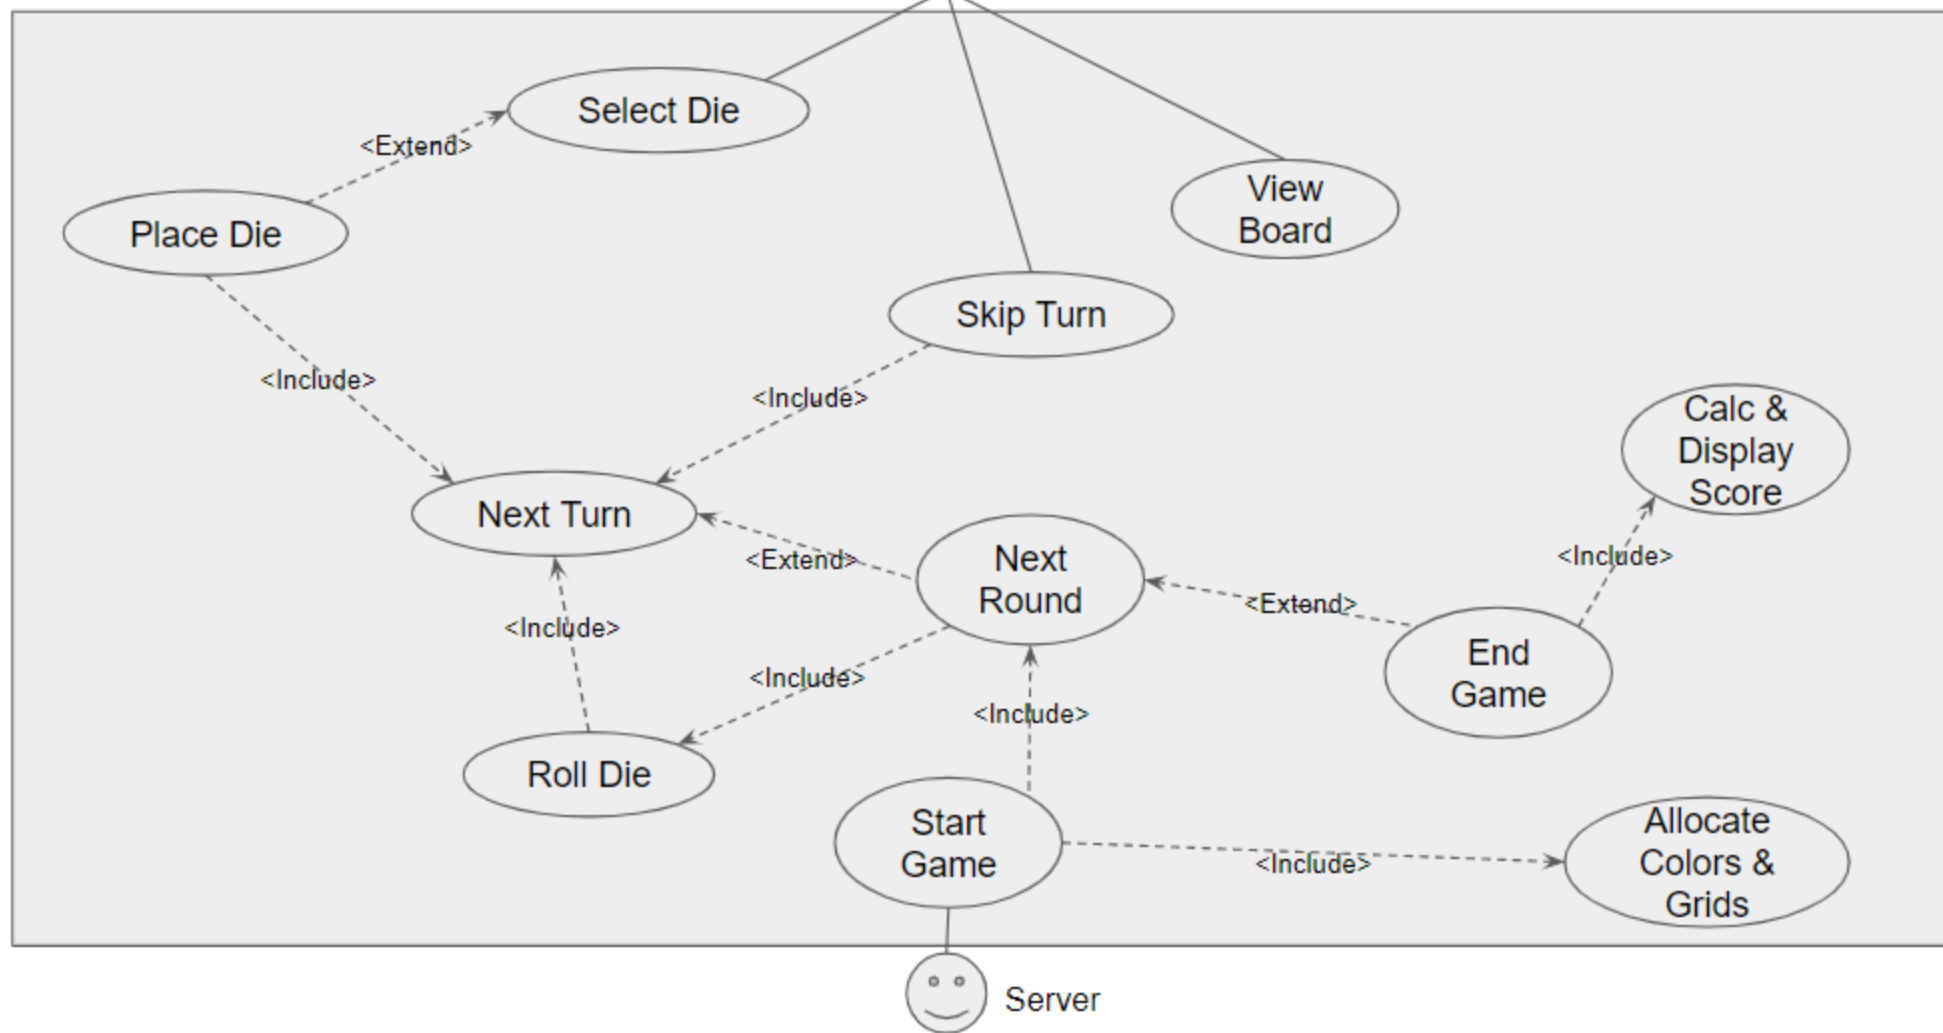 Select Die
<Extend>
View
Board
Place Die
Skip Turn
<Include>
<Include>
Calc &
Display
Score
Next Turn
<Extend>
Next
Round
<Include>
<Extend>
<Include>
<Include>
End
Game
<Include>
Roll Die
Start
Game
<Include>
Allocate
Colors &
Grids
Server